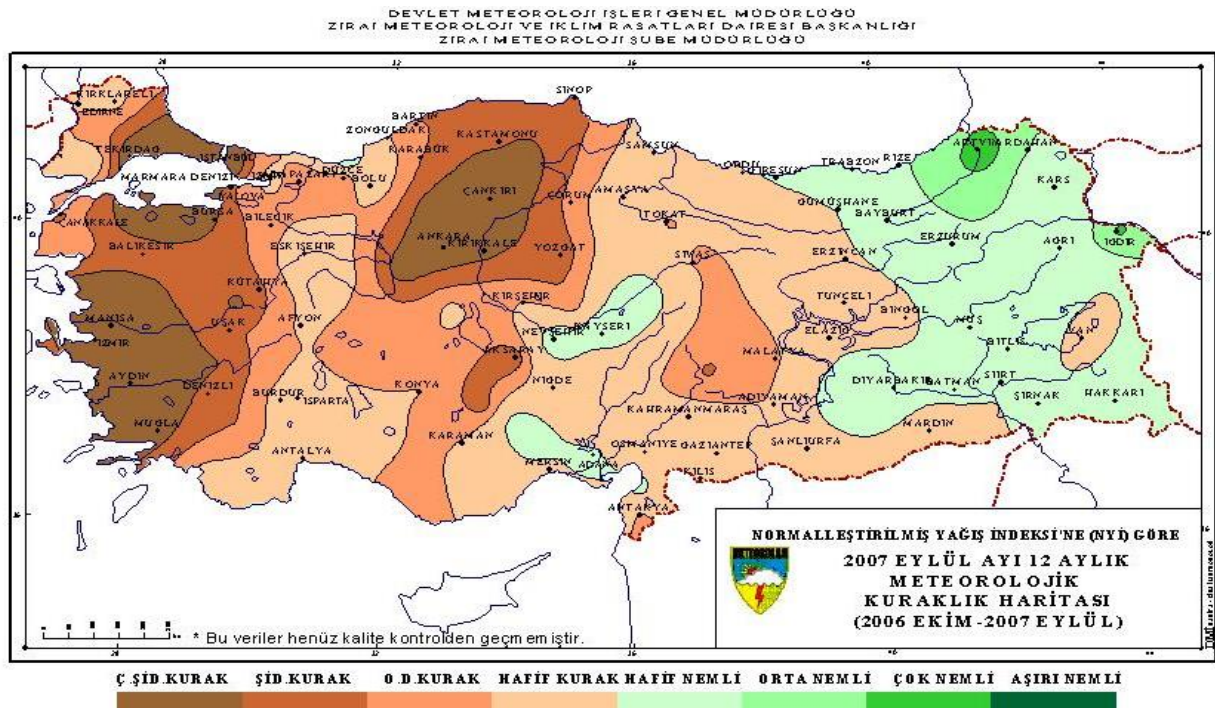 DEVLET METEOROLOJİ İŞLERİ GENEL MÜDÜRLÜĞÜ
ZİRAİ METEOROLOJİ VE İKLİM RASATLARI DAİRESİ BAŞKANLIĞI
ZİRAİ METEOROLOJİ ŞUBE MÜDÜRLÜĞÜ
32
36
SİNOP
KIRKLARELİ
EDİRNE
BARTIN
ZONGULDAK
KASTAMONU
KARABÜK
SAMSUN
ARTVİN
ARDAHAN
TEKİRDAĞ
İSTANBUL
DÜZCE
BOLU
ORDU
GİRESUN
TRABZON
RİZE
MARMARA DENİZİ
YALOVA
ÇANKIRI
ÇORUM
AMASYA
KARS
ÇANAKKALE
BURSA
BİLECİK
TOKAT
GÜMÜŞHANE
BAYBURT
IĞDIR
BALIKESİR
ESKİŞEHİR
ANKARA
KIRIKKALE
YOZGAT
SİVAS
ERZİNCAN
ERZURUM
AĞRI
KÜTAHYA
KIRŞEHİR
TUNCELİ
BİNGÖL
MANİSA
UŞAK
AFYON
NEVŞEHİR
KAYSERİ
ELAZIĞ
MUŞ
VAN
İZMİR
AKSARAY
MALATYA
BİTLİS
AYDIN
DENİZLİ
BURDUR
ISPARTA
KONYA
NİĞDE
DİYARBAKIR
BATMAN
SİİRT
ADIYAMAN
ŞIRNAK
HAKKARİ
MUĞLA
KAHRAMANMARAŞ
MARDİN
ANTALYA
KARAMAN
OSMANİYE
GAZİANTEP
ŞANLIURFA
MERSİN
ADANA
KİLİS
ANTAKYA
NORMALLEŞTİRİLMİŞ YAĞIŞ İNDEKSİ'NE (NYİ) GÖRE
2007 EYLÜL AYI 12 AYLIK
METEOROLOJİK
KURAKLIK HARİTASI
(2006 EKİM -2007 EYLÜL)
* Bu veriler henüz kalite kontrolden geçmemiştir.
Ç.ŞİD.KURAK ŞİD.KURAK O.D.KURAK HAFİF KURAK HAFİF NEMLİ ORTA NEMLİ ÇOK NEMLİ AŞIRI NEMLİ